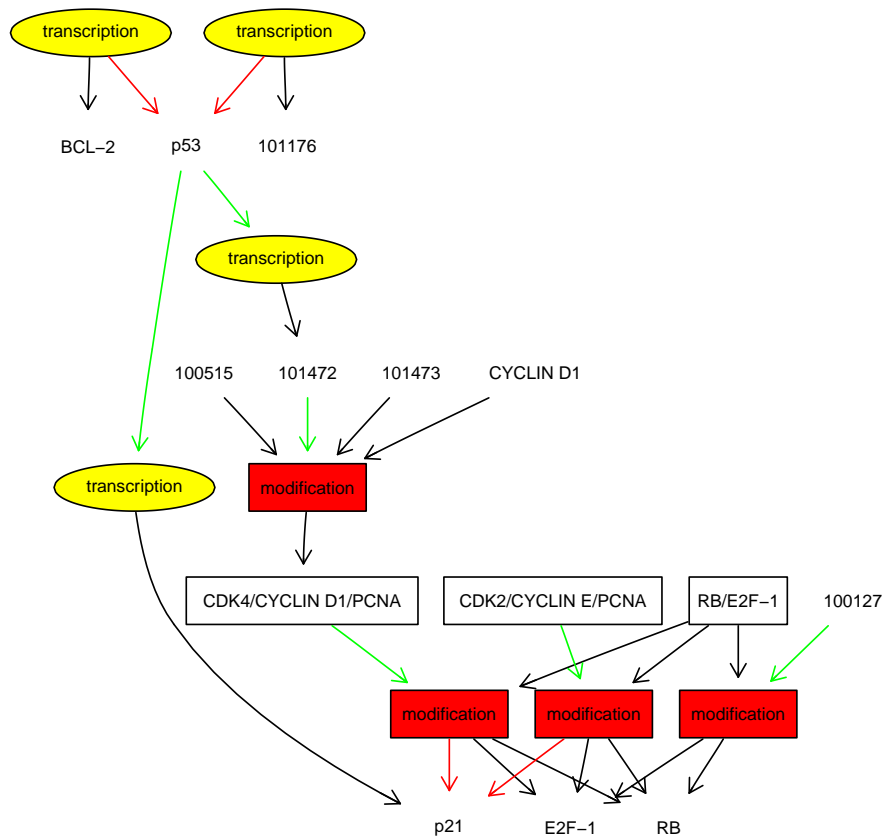 transcription
transcription
BCL−2
p53
101176
transcription
100515
101472
101473
CYCLIN D1
transcription
modification
CDK4/CYCLIN D1/PCNA
CDK2/CYCLIN E/PCNA
RB/E2F−1
100127
modification
modification
modification
p21
E2F−1
RB